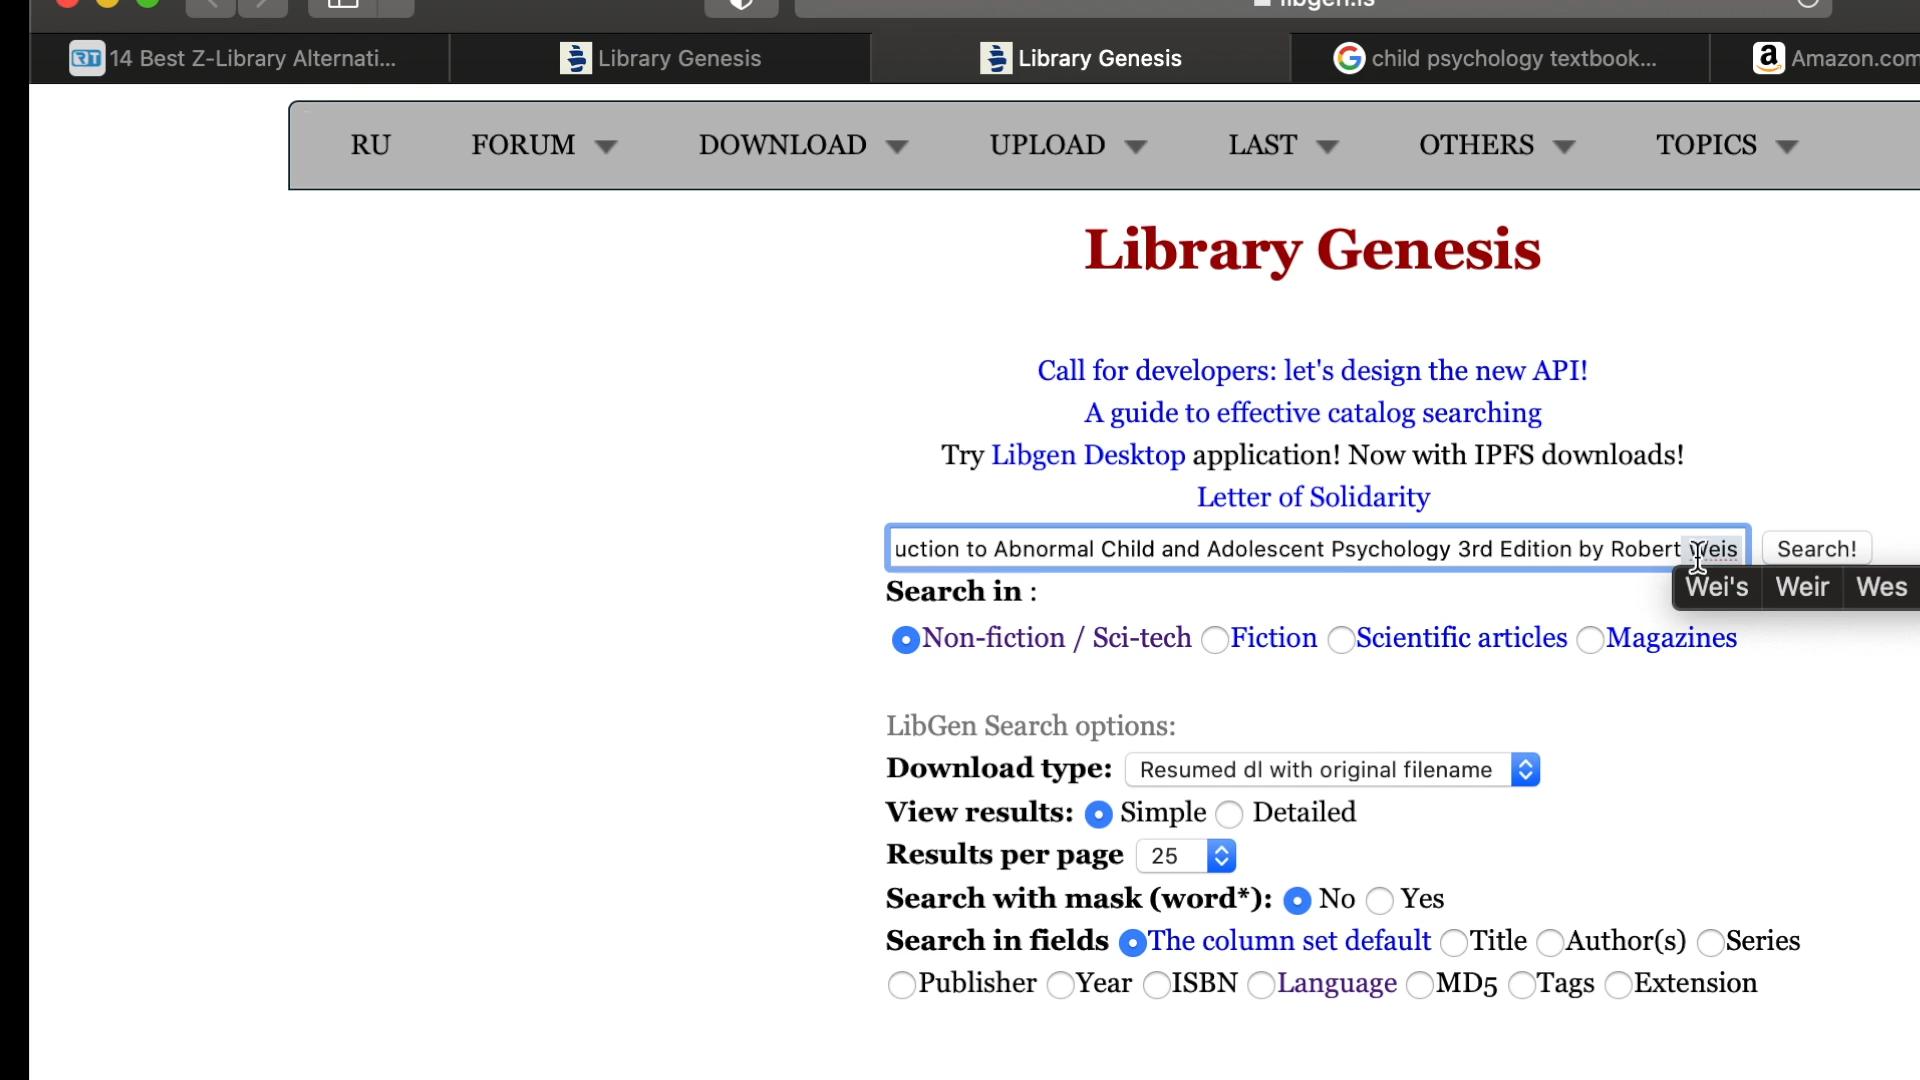 libgen.is
14 Best Z-Library Alternati... Library Genesis Library Genesis child psychology textbook... Amazon.com
RU FORUM DOWNLOAD UPLOAD LAST OTHERS TOPICS
Library Genesis
Call for developers: let's design the new API!
A guide to effective catalog searching
Try Libgen Desktop application! Now with IPFS downloads!
Letter of Solidarity
uction to Abnormal Child and Adolescent Psychology 3rd Edition by Robert Weis Search!
Wei's Weir Wes
Search in :
Non-fiction / Sci-tech Fiction Scientific articles Magazines
LibGen Search options:
Download type: Resumed dl with original filename
View results: Simple Detailed
Results per page 25
Search with mask (word*): No Yes
Search in fields The column set default Title Author(s) Series
Publisher Year ISBN Language MD5 Tags Extension